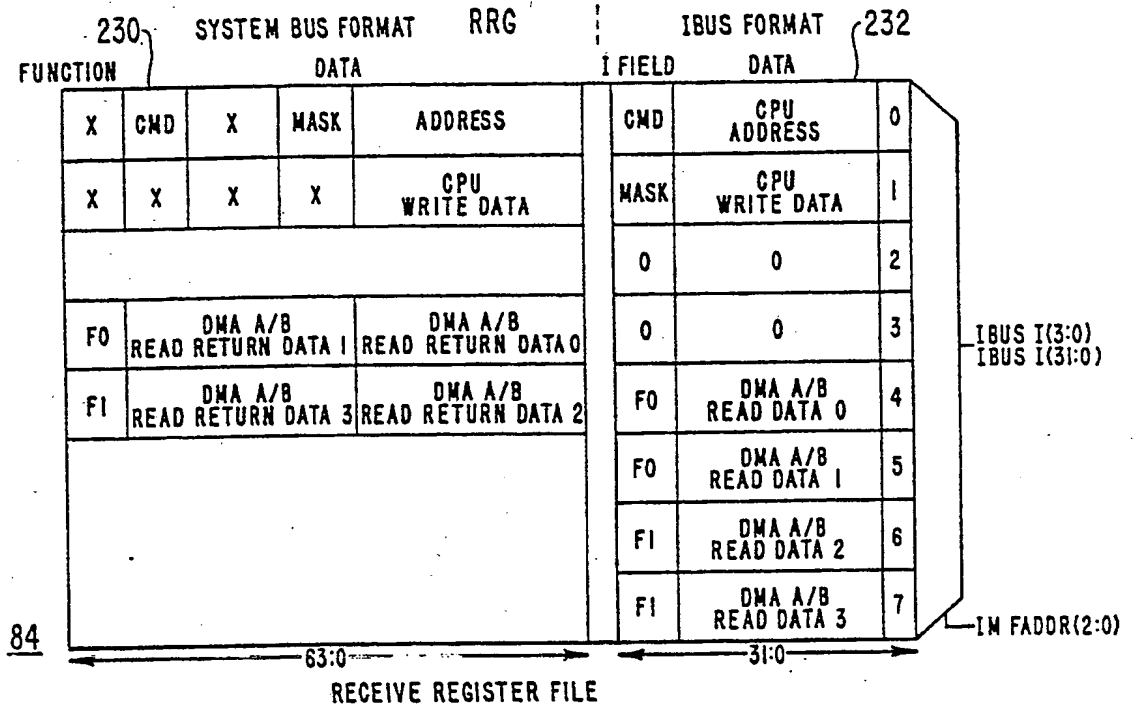 230 SYSTEM BUS FORMAT RRG IBUS FORMAT 232
FUNCTION DATA I FIELD DATA
X CMD X MASK ADDRESS CMD CPU ADDRESS 0
X X X X CPU WRITE DATA MASK CPU WRITE DATA 1
0 0 2
F0 DMA A/B READ RETURN DATA 1 DMA A/B READ RETURN DATA 0 0 0 3
F1 DMA A/B READ RETURN DATA 3 DMA A/B READ RETURN DATA 2 F0 DMA A/B READ DATA 0 4
F0 DMA A/B READ DATA 1 5
F1 DMA A/B READ DATA 2 6
F1 DMA A/B READ DATA 3 7
IBUS I(3:0)
IBUS I(31:0)
IM FADDR(2:0)
84
63:0 31:0
RECEIVE REGISTER FILE